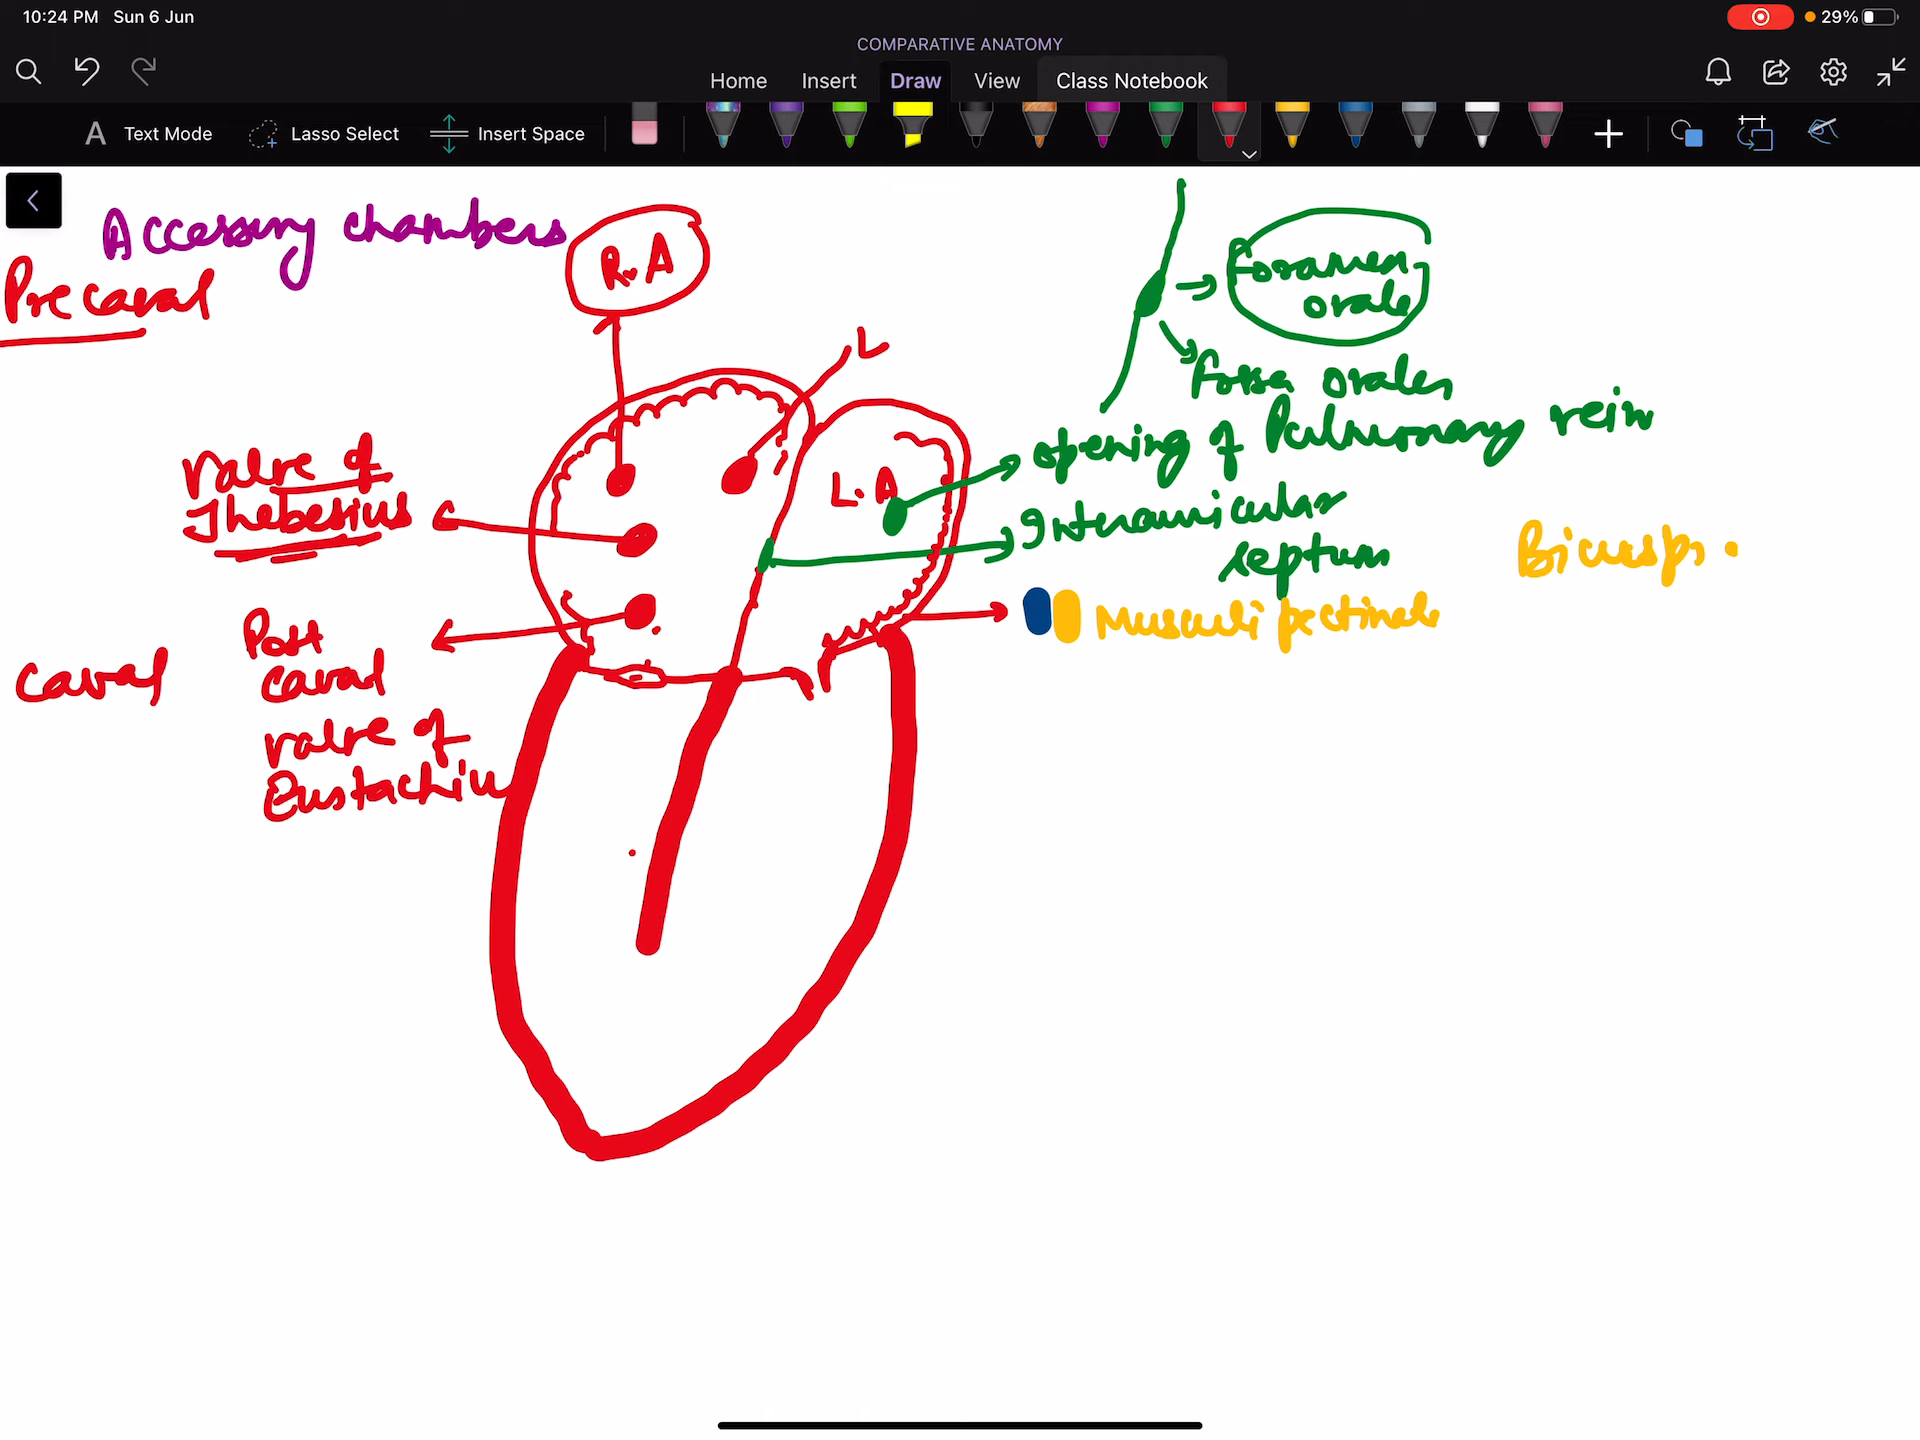 10:24 PM Sun 6 Jun
29%
COMPARATIVE ANATOMY
Home Insert Draw View Class Notebook
Text Mode Lasso Select Insert Space
Accessory chambers
Precaval
R.A
L
Foramen
ovale
fossa ovales
opening of Pulmonary vein
L.A
Valve of
Thebesius
Interauricular
septum
Bicusp
Musculi pectinale
Post
caval
caval
valve of
Eustachiu